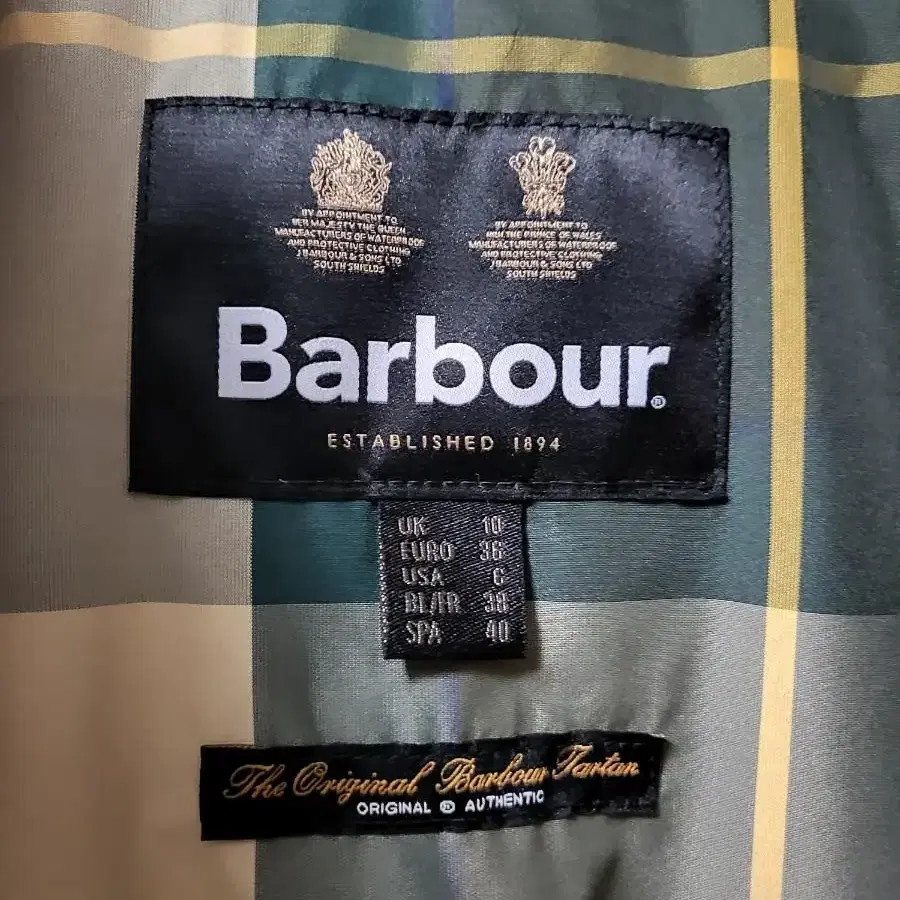 BY APPOINTMENT TO
HER MAJESTY THE QUEEN
MANUFACTURERS OF WATERPROOF
AND PROTECTIVE CLOTHING
J BARBOUR & SONS LTD
SOUTH SHIELDS
BY APPOINTMENT TO
HRH THE PRINCE OF WALES
MANUFACTURERS OF WATERPROOF
AND PROTECTIVE CLOTHING
J BARBOUR & SONS LTD
SOUTH SHIELDS
Barbour®
ESTABLISHED 1894
UK 10
EURO 36
USA 6
BL/FR 38
SPA 40
The Original Barbour Tartan
ORIGINAL ® AUTHENTIC